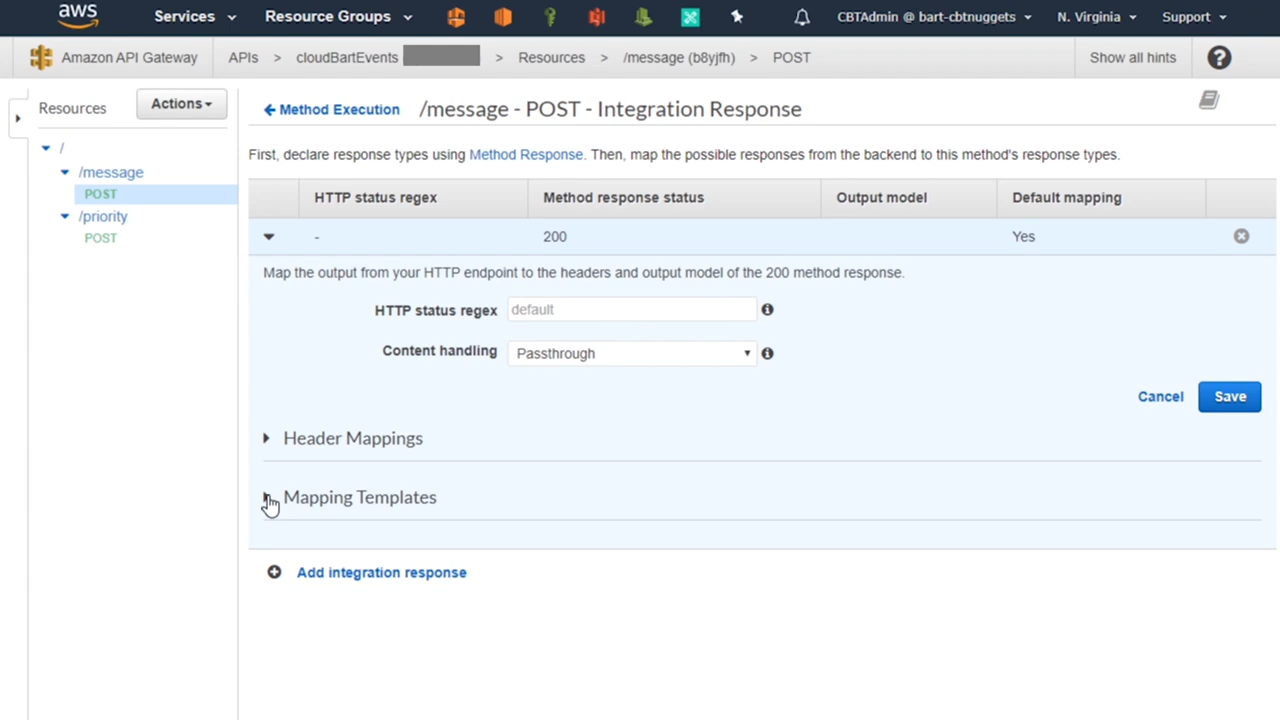 aws Services Resource Groups CBTAdmin @ bart-cbtnuggets N. Virginia Support
Amazon API Gateway APIs > cloudBartEvents > Resources > /message (b8yjfh) > POST Show all hints ?
Resources Actions
/
/message
POST
/priority
POST
Method Execution /message - POST - Integration Response
First, declare response types using Method Response. Then, map the possible responses from the backend to this method's response types.
HTTP status regex Method response status Output model Default mapping
- 200 Yes
Map the output from your HTTP endpoint to the headers and output model of the 200 method response.
HTTP status regex default
Content handling Passthrough
Cancel Save
Header Mappings
Mapping Templates
Add integration response